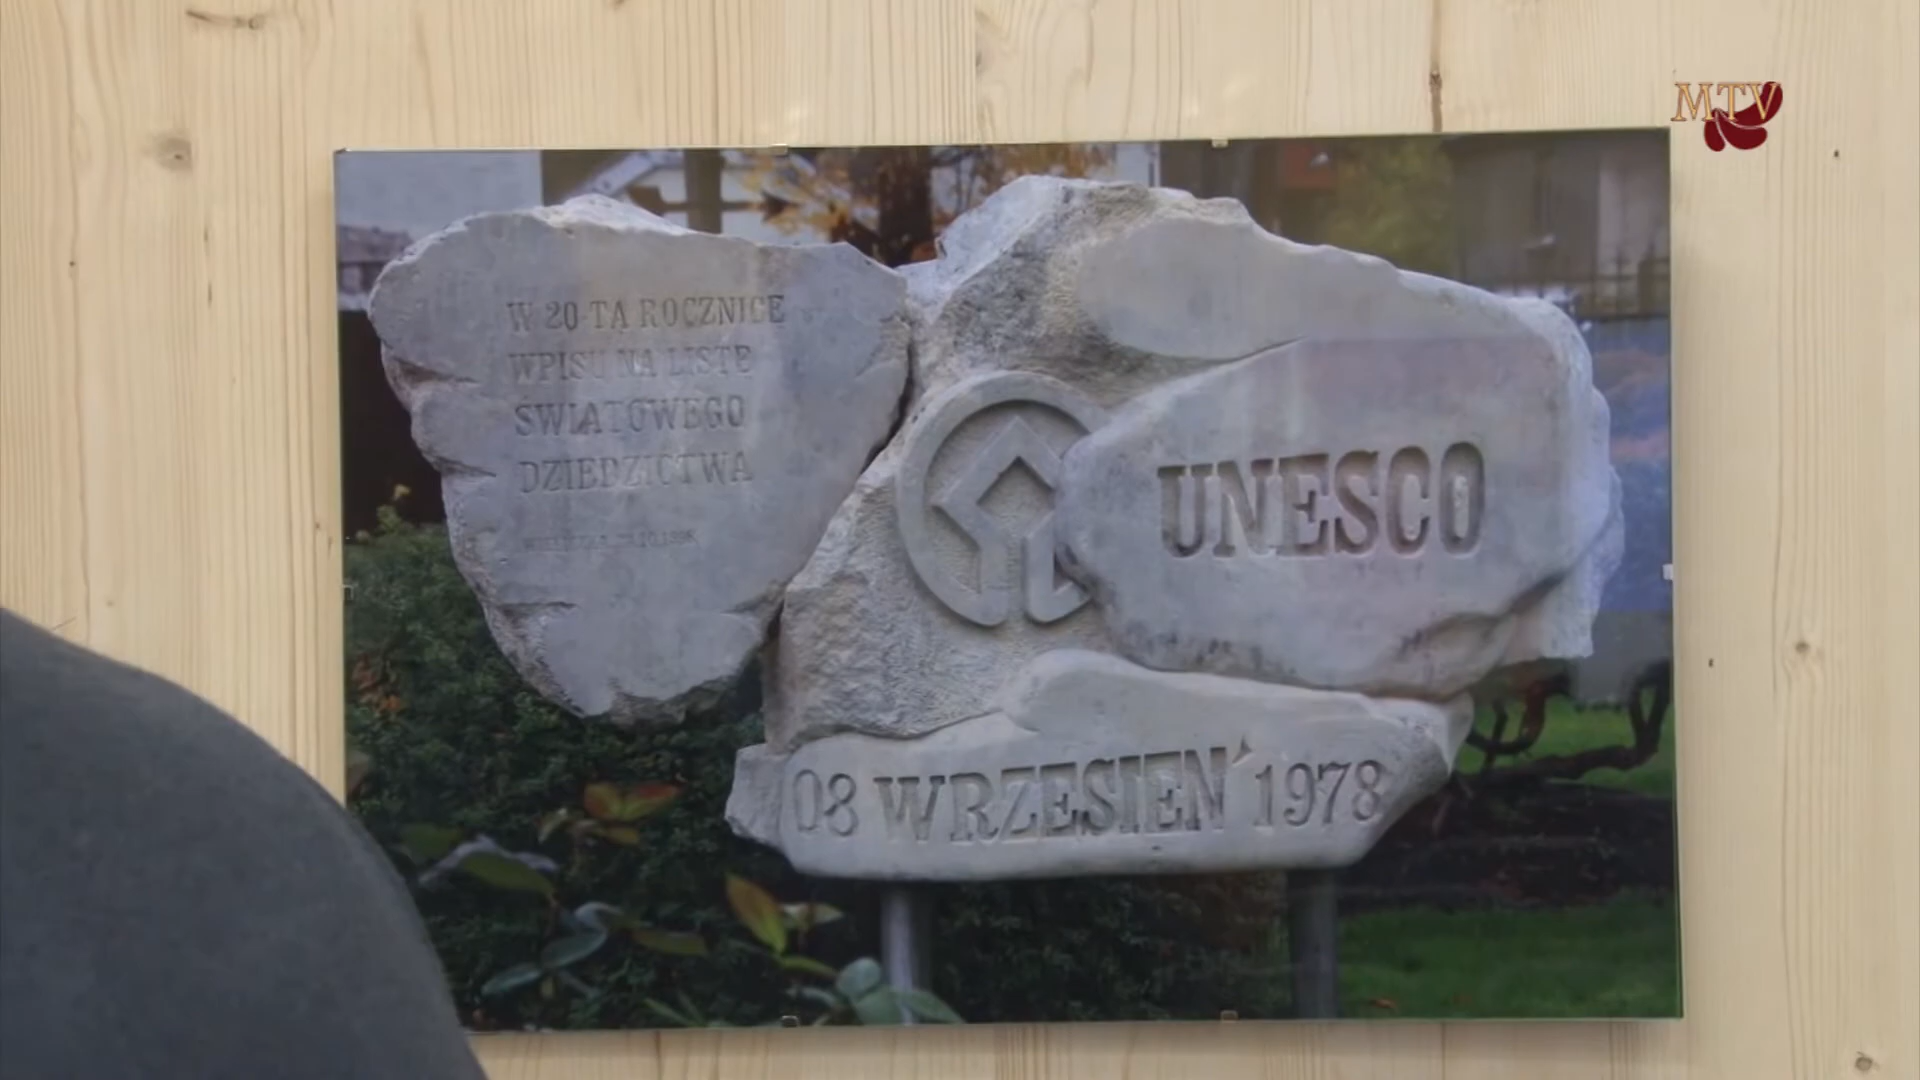 MTV
W 20-TA ROCZNICE
WPISU NA LISTE
SWIATOWEGO
DZIEDZICTWA
UNESCO
08 WRZESIEŃ 1978